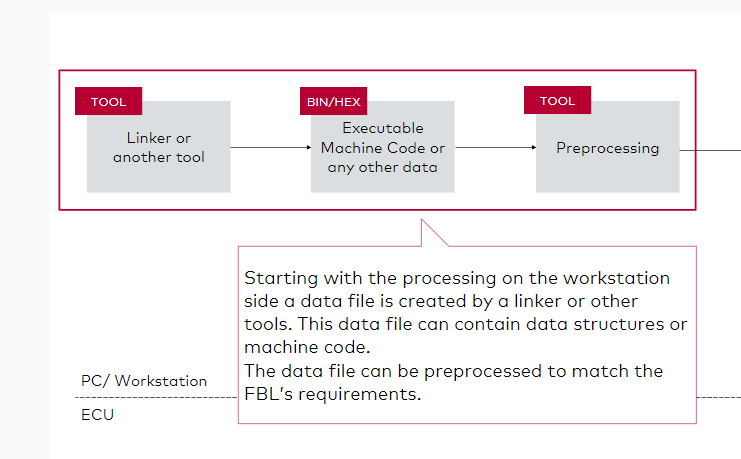 TOOL
Linker or
another tool
BIN/HEX
Executable
Machine Code or
any other data
TOOL
Preprocessing
Starting with the processing on the workstation
side a data file is created by a linker or other
tools. This data file can contain data structures or
machine code.
The data file can be preprocessed to match the
FBL's requirements.
PC/ Workstation
ECU